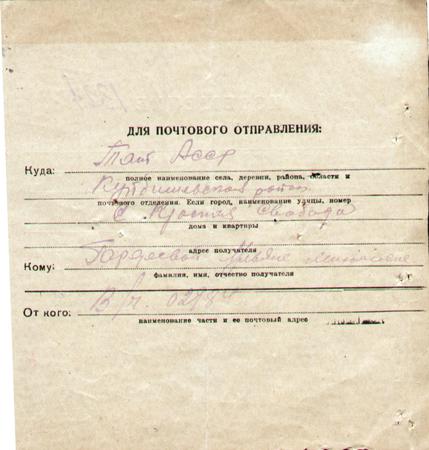 ДЛЯ ПОЧТОВОГО ОТПРАВЛЕНИЯ:
Куда: Тат Асср
полное наименование села, деревни, района, области и
Куйбышевский район
почтового отделения. Если город, наименование улицы, номер
с Красная Свобода
дома и квартиры
адрес получателя
Кому:
фамилия, имя, отчество получателя
В/ч. 02784
От кого:
наименование части и ее почтовый адрес